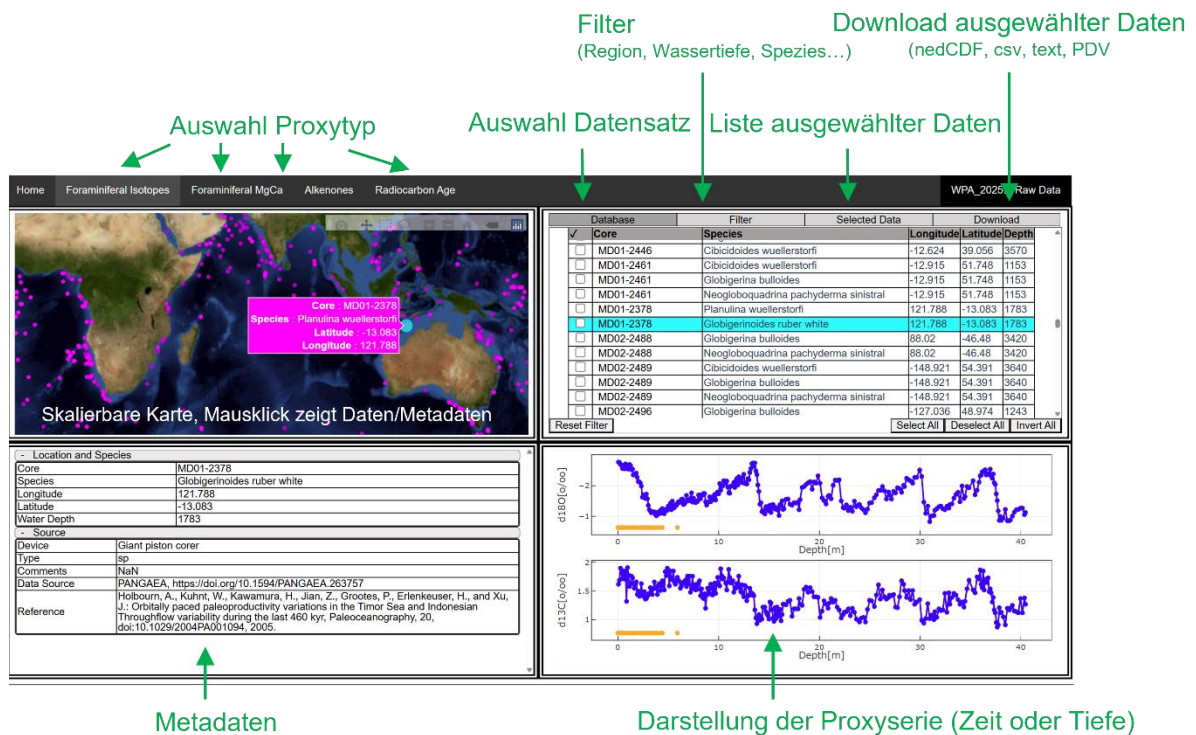 Filter
(Region, Wassertiefe, Spezies…)
Download ausgewählter Daten
(nedCDF, csv, text, PDV
Auswahl Proxytyp
Auswahl Datensatz
Liste ausgewählter Daten
Home Foraminiferal Isotopes Foraminiferal MgCa Alkenones Radiocarbon Age Raw Data
Core : MD01-2378
Species : Planulina wuellerstorfi
Latitude : -13.083
Longitude : 121.788
Skalierbare Karte, Mausklick zeigt Daten/Metadaten
Database Filter Selected Data Download
✓ Core Species Longitude Latitude Depth
MD01-2446 Cibicidoides wuellerstorfi -12.624 39.056 3570
MD01-2461 Cibicidoides wuellerstorfi -12.915 51.748 1153
MD01-2461 Globigerina bulloides -12.915 51.748 1153
MD01-2461 Neogloboquadrina pachyderma sinistral -12.915 51.748 1153
MD01-2378 Planulina wuellerstorfi 121.788 -13.083 1783
MD01-2378 Globigerinoides ruber white 121.788 -13.083 1783
MD02-2488 Globigerina bulloides 88.02 -46.48 3420
MD02-2488 Neogloboquadrina pachyderma sinistral 88.02 -46.48 3420
MD02-2489 Cibicidoides wuellerstorfi -148.921 54.391 3640
MD02-2489 Globigerina bulloides -148.921 54.391 3640
MD02-2489 Neogloboquadrina pachyderma sinistral -148.921 54.391 3640
MD02-2496 Globigerina bulloides -127.036 48.974 1243
Reset Filter Select All Deselect All Invert All
- Location and Species
Core MD01-2378
Species Globigerinoides ruber white
Longitude 121.788
Latitude -13.083
Water Depth 1783
- Source
Device Giant piston corer
Type sp
Comments NaN
Data Source PANGAEA, https://doi.org/10.1594/PANGAEA.263757
Reference Holbourn, A., Kuhnt, W., Kawamura, H., Jian, Z., Grootes, P., Erlenkeuser, H., and Xu,
J.: Orbitally paced paleoproductivity variations in the Timor Sea and Indonesian
Throughflow variability during the last 460 kyr, Paleoceanography, 20,
doi:10.1029/2004PA001094, 2005.
d18O[o/oo]
−2
−1
0 10 20 30 40
Depth[m]
d13C[o/oo]
2
1.5
1
0 10 20 30 40
Depth[m]
Metadaten
Darstellung der Proxyserie (Zeit oder Tiefe)